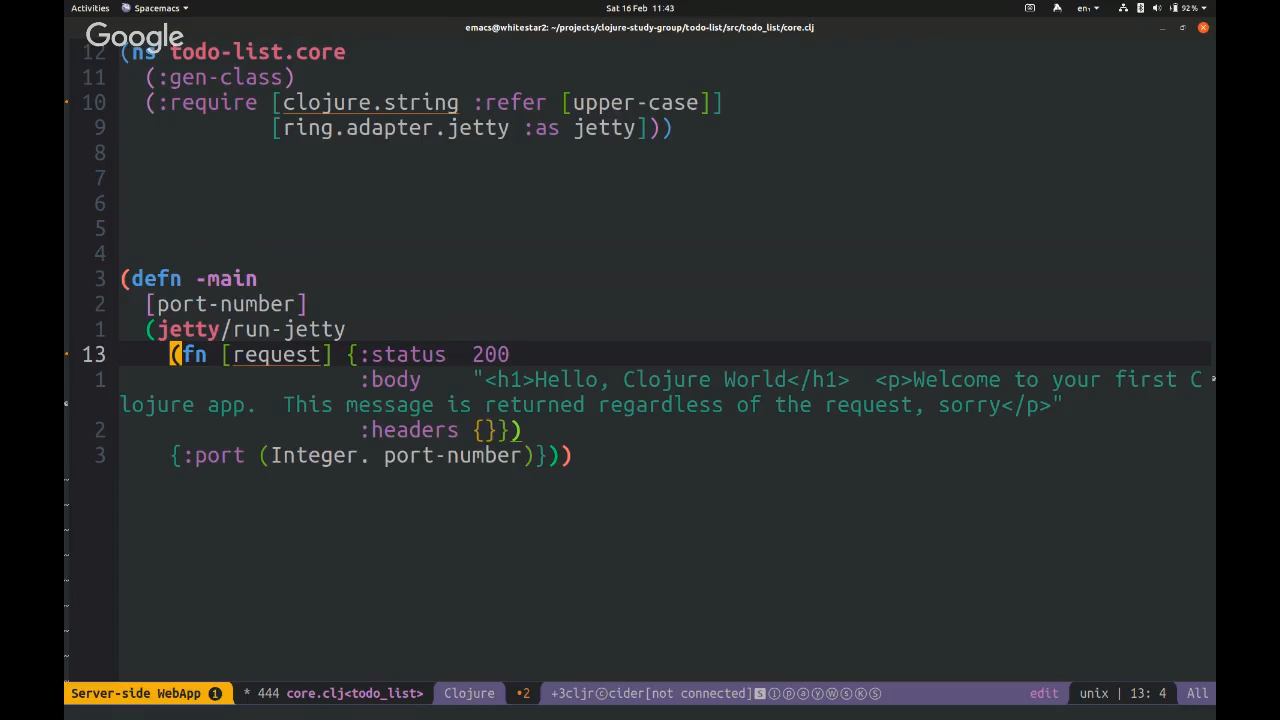 Activities Spacemacs Sat 16 Feb 11:43 en₁ 92%
emacs@whitestar2: ~/projects/clojure-study-group/todo-list/src/todo_list/core.clj
Google
12 (ns todo-list.core
11 (:gen-class)
10 (:require [clojure.string :refer [upper-case]]
9 [ring.adapter.jetty :as jetty]))
8
7
6
5
4
3 (defn -main
2 [port-number]
1 (jetty/run-jetty
13 (fn [request] {:status 200
1 :body "<h1>Hello, Clojure World</h1> <p>Welcome to your first C
lojure app. This message is returned regardless of the request, sorry</p>"
2 :headers {}})
3 {:port (Integer. port-number)}))
~
~
~
~
~
~
~
~
Server-side WebApp ❶ * 444 core.clj<todo_list> Clojure •2 +3cljrⓒcider[not connected]🆂ⒾⓟⓐⓨⓌⓢⓀⓈ edit unix | 13: 4 All